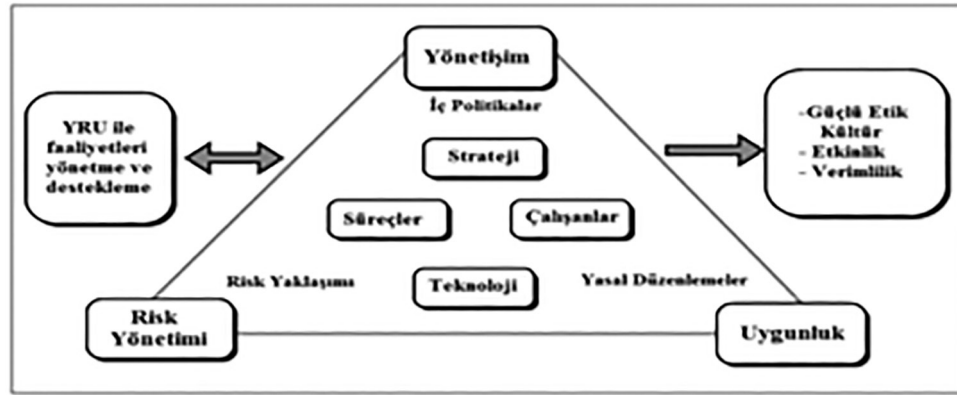 Yönetişim
İç Politikalar
YRU ile
faaliyetleri
yönetme ve
destekleme
-Güçlü Etik
Kültür
- Etkinlik
- Verimlilik
Strateji
Süreçler
Çalışanlar
Risk Yaklaşımı
Teknoloji
Yasal Düzenlemeler
Risk
Yönetimi
Uygunluk